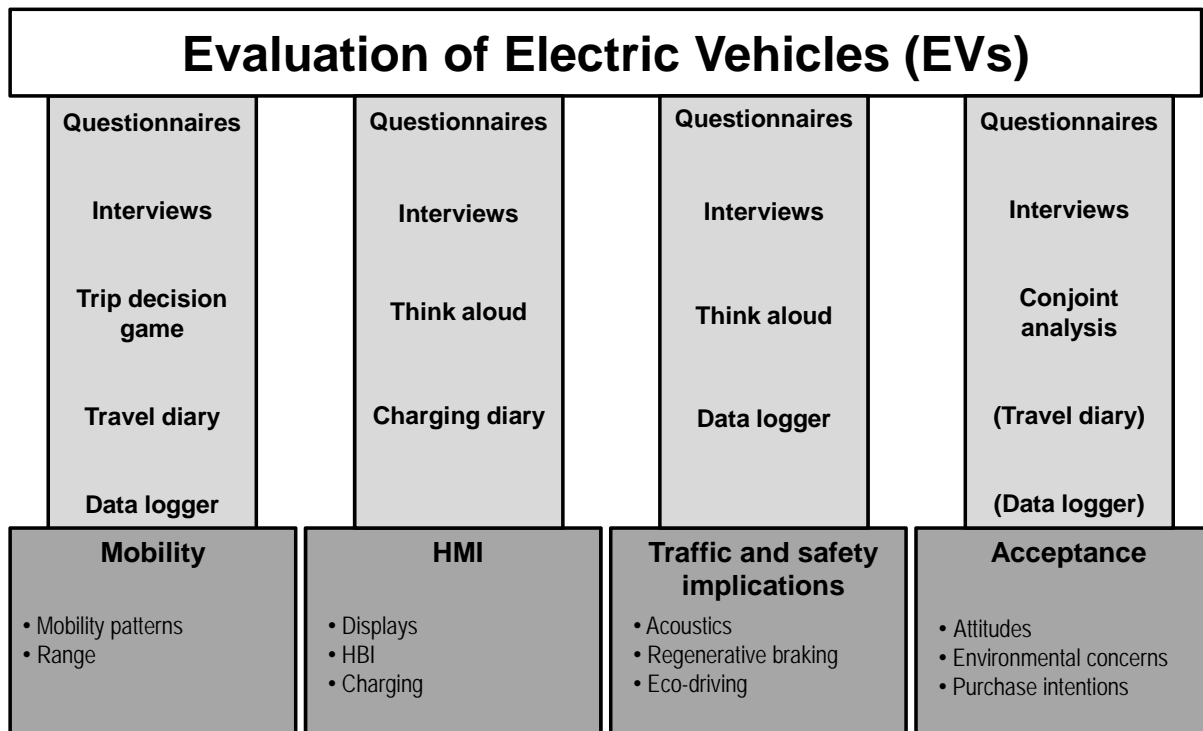 Evaluation of Electric Vehicles (EVs)
Questionnaires
Interviews
Trip decision
game
Travel diary
Data logger
Mobility
• Mobility patterns
• Range
Questionnaires
Interviews
Think aloud
Charging diary
HMI
• Displays
• HBI
• Charging
Questionnaires
Interviews
Think aloud
Data logger
Traffic and safety
implications
• Acoustics
• Regenerative braking
• Eco-driving
Questionnaires
Interviews
Conjoint
analysis
(Travel diary)
(Data logger)
Acceptance
• Attitudes
• Environmental concerns
• Purchase intentions